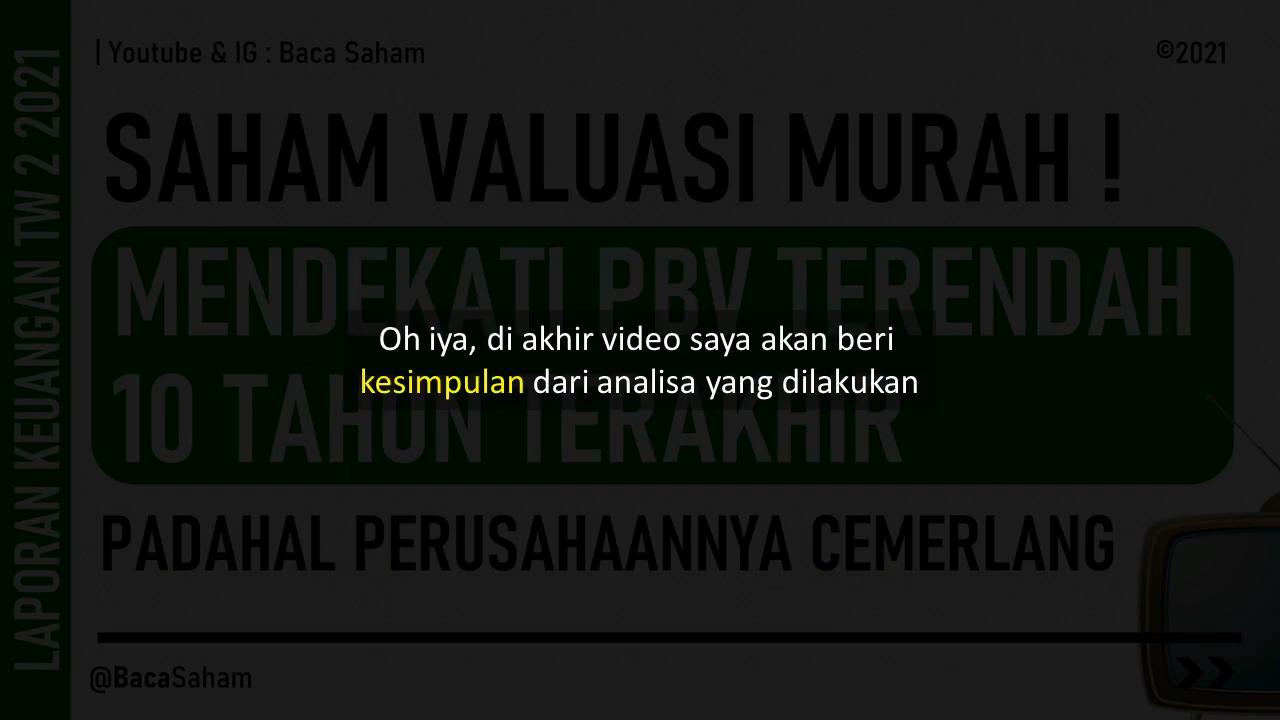 | Youtube & IG : Baca Saham
©2021
LAPORAN KEUANGAN TW 2 2021
SAHAM VALUASI MURAH !
MENDEKATI PBV TERENDAH
10 TAHUN TERAKHIR
Oh iya, di akhir video saya akan beri
kesimpulan dari analisa yang dilakukan
PADAHAL PERUSAHAANNYA CEMERLANG
@BacaSaham